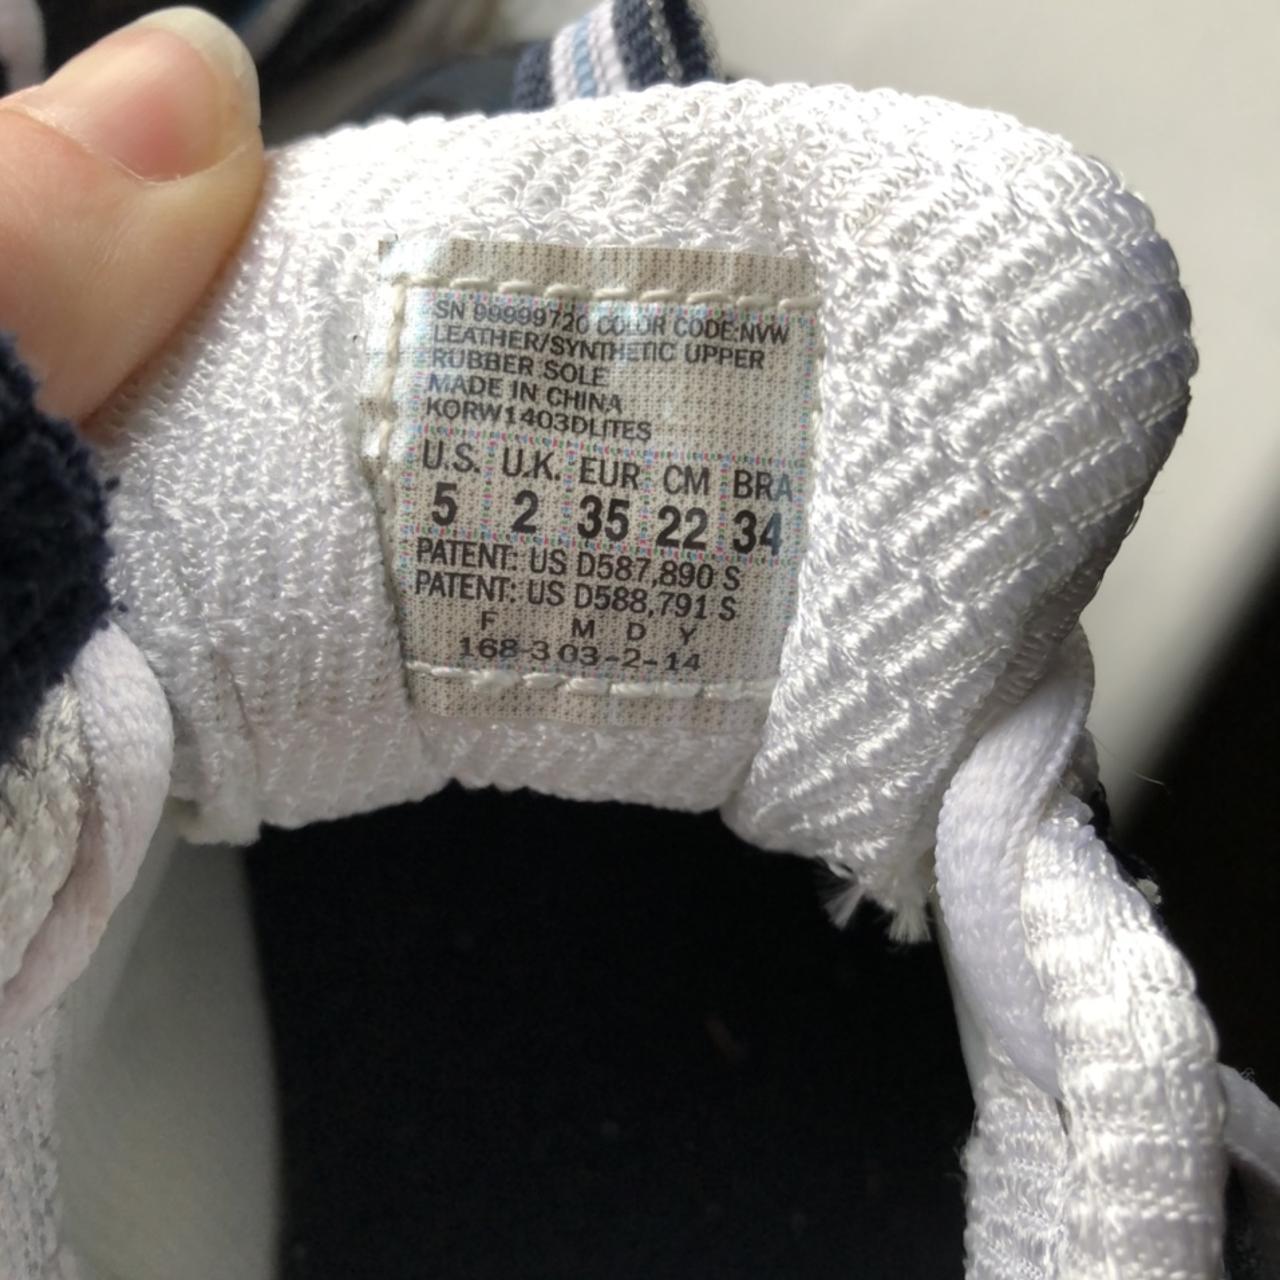 SN 99999720 COLOR CODE:NVW
LEATHER/SYNTHETIC UPPER
RUBBER SOLE
MADE IN CHINA
KORW1403DLITES
U.S. U.K. EUR CM BRA
5 2 35 22 34
PATENT: US D587,890 S
PATENT: US D588,791 S
F M D Y
168-3 03-2-14